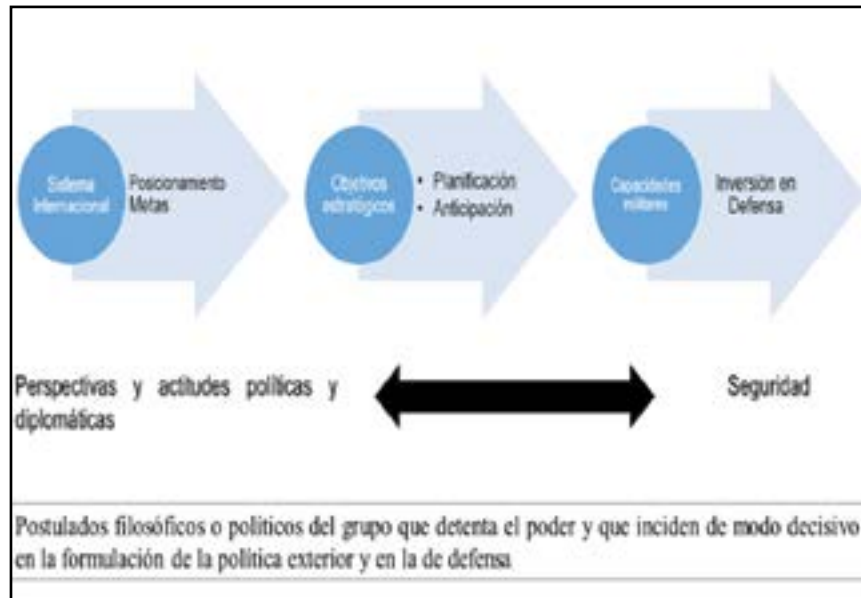 Sistema
Internacional
Posicionamento
Metas
Objetivos
estratégicos
• Planificación
• Anticipación
Capacidades
militares
Inversión en
Defensa
Perspectivas y actitudes políticas y
diplomáticas
Seguridad
Postulados filosóficos o políticos del grupo que detenta el poder y que inciden de modo decisivo
en la formulación de la política exterior y en la de defensa